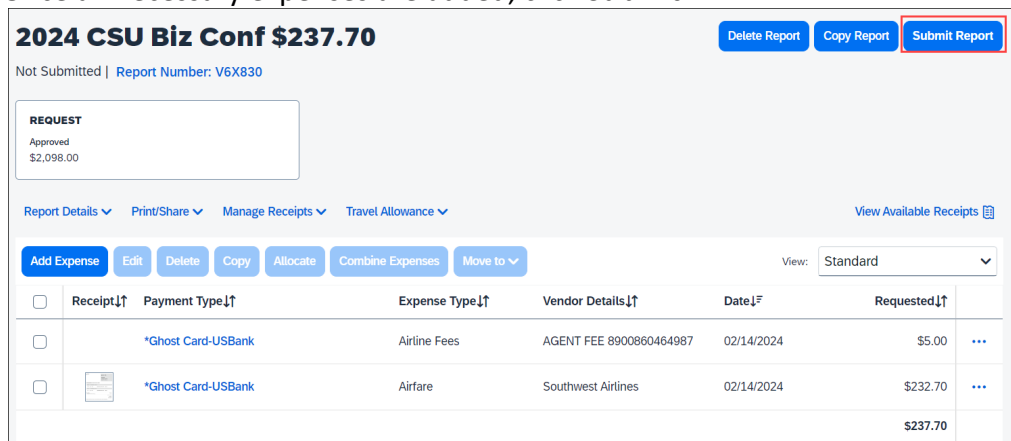 2024 CSU Biz Conf $237.70
Delete Report Copy Report Submit Report
Not Submitted | Report Number: V6X830
REQUEST
Approved
$2,098.00
Report Details Print/Share Manage Receipts Travel Allowance View Available Receipts
Add Expense Edit Delete Copy Allocate Combine Expenses Move to View: Standard
Receipt Payment Type Expense Type Vendor Details Date Requested
*Ghost Card-USBank Airline Fees AGENT FEE 8900860464987 02/14/2024 $5.00
*Ghost Card-USBank Airfare Southwest Airlines 02/14/2024 $232.70
$237.70